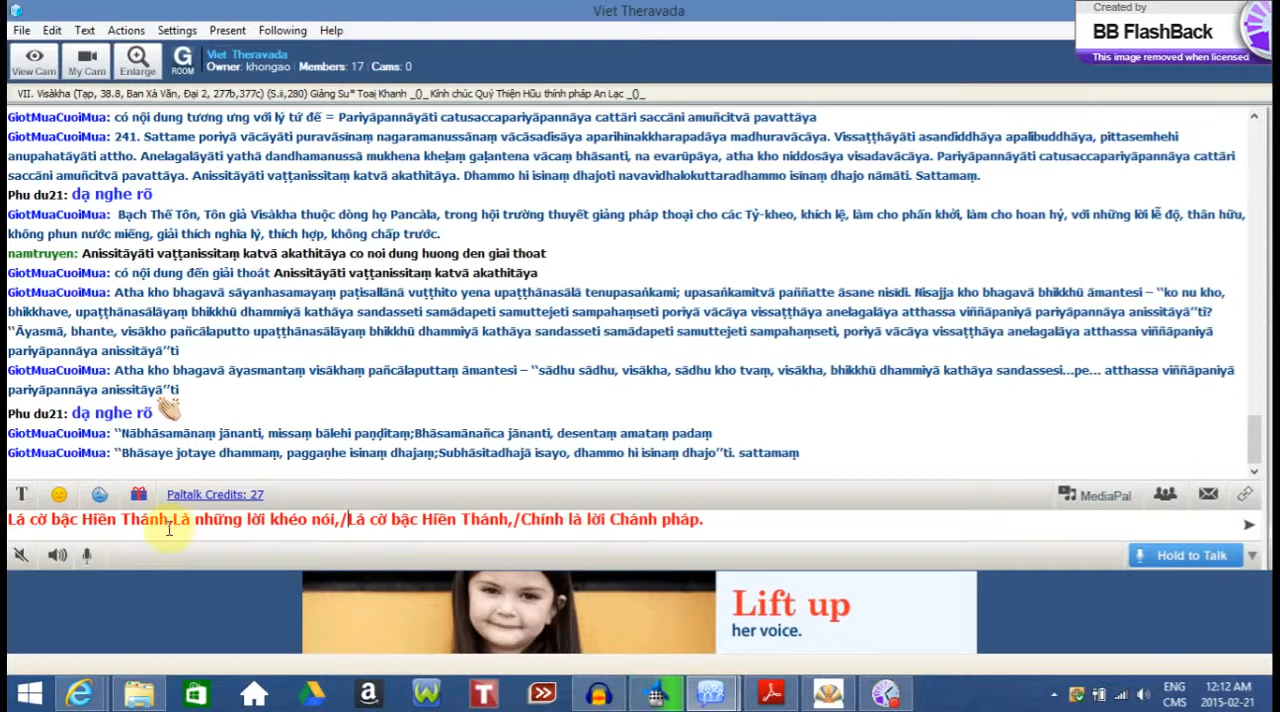 Viet Theravada
Created by
BB FlashBack
This image removed when licensed
File Edit Text Actions Settings Present Following Help
View Cam My Cam Enlarge G ROOM
Viet Theravada
Owner: khongao Members: 17 Cams: 0
VII. Visàkha (Tạp, 38.8, Ban Xà Văn, Đại 2, 277b,377c) (S.ii,280) Giảng Su* Toại Khanh _()_ Kính chúc Quý Thiện Hữu thính pháp An Lạc _()_
GiotMuaCuoiMua: có nội dung tương ưng với lý tứ đế = Pariyāpannāyāti catusaccapariyāpannāya cattāri saccāni amuñcitvā pavattāya
GiotMuaCuoiMua: 241. Sattame poriyā vācāyāti puravāsīnaṃ nagaramanussānaṃ vācāsadisāya aparihīnakkharapadāya madhuravācāya. Vissaṭṭhāyāti asandiddhāya apalibuddhāya, pittasemhehi
anupahatāyāti attho. Anelagalāyāti yathā dandhamanussā mukhena kheḷaṃ gaḷantena vācaṃ bhāsanti, na evarūpāya, atha kho niddosāya visadavācāya. Pariyāpannāyāti catusaccapariyāpannāya cattāri
saccāni amuñcitvā pavattāya. Anissitāyāti vaṭṭanissitaṃ katvā akathitāya. Dhammo hi isinaṃ dhajoti navavidhalokuttaradhammo isīnaṃ dhajo nāmāti. Sattamaṃ.
Phu du21: dạ nghe rõ
GiotMuaCuoiMua: Bạch Thế Tôn, Tôn giả Visàkha thuộc dòng họ Pancàla, trong hội trường thuyết giảng pháp thoại cho các Tỷ-kheo, khích lệ, làm cho phấn khởi, làm cho hoan hỷ, với những lời lễ độ, thân hữu,
không phun nước miếng, giải thích nghia lý, thích hợp, không chấp trước.
namtruyen: Anissitāyāti vaṭṭanissitaṃ katvā akathitāya co noi dung huong den giai thoat
GiotMuaCuoiMua: có nội dung đến giải thoát Anissitāyāti vaṭṭanissitaṃ katvā akathitāya
GiotMuaCuoiMua: Atha kho bhagavā sāyanhasamayaṃ paṭisallānā vuṭṭhito yena upaṭṭhānasālā tenupasaṅkami; upasaṅkamitvā paññatte āsane nisīdi. Nisajja kho bhagavā bhikkhū āmantesi – ‘‘ko nu kho,
bhikkhave, upaṭṭhānasālāyaṃ bhikkhū dhammiyā kathāya sandasseti samādapeti samuttejeti sampahaṃseti poriyā vācāya vissaṭṭhāya anelagalāya atthassa viññāpaniyā pariyāpannāya anissitāyā’’ti?
‘‘Āyasmā, bhante, visākho pañcālaputto upaṭṭhānasālāyaṃ bhikkhū dhammiyā kathāya sandasseti samādapeti samuttejeti sampahaṃseti, poriyā vācāya vissaṭṭhāya anelagalāya atthassa viññāpaniyā
pariyāpannāya anissitāyā’’ti
GiotMuaCuoiMua: Atha kho bhagavā āyasmantaṃ visākhaṃ pañcālaputtaṃ āmantesi – ‘‘sādhu sādhu, visākha, sādhu kho tvaṃ, visākha, bhikkhū dhammiyā kathāya sandassesi...pe... atthassa viññāpaniyā
pariyāpannāya anissitāyā’’ti
Phu du21: dạ nghe rõ
GiotMuaCuoiMua: ‘‘Nābhāsamānaṃ jānanti, missaṃ bālehi paṇḍitaṃ;Bhāsamānañca jānanti, desentaṃ amataṃ padaṃ
GiotMuaCuoiMua: ‘‘Bhāsaye jotaye dhammaṃ, paggaṇhe isinaṃ dhajaṃ;Subhāsitadhajā isayo, dhammo hi isinaṃ dhajo’’ti. sattamaṃ
T Paltalk Credits: 27 MediaPal
Lá cờ bậc Hiền Thánh,Là những lời khéo nói,/Lá cờ bậc Hiền Thánh,/Chính là lời Chánh pháp.
Hold to Talk
Lift up
her voice.
ENG 12:12 AM
CMS 2015-02-21